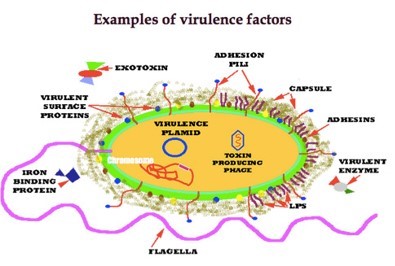 Examples of virulence factors
ADHESION
PILI
EXOTOXIN
CAPSULE
VIRULENT
SURFACE
PROTEINS
ADHESINS
VIRULENCE
PLAMID
Chromosome
TOXIN
PRODUCING
PHAGE
VIRULENT
ENZYME
IRON
BINDING
PROTEIN
LPS
FLAGELLA